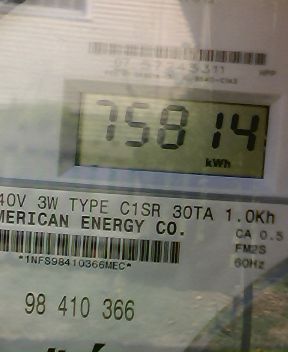 75814
kWh
40V 3W TYPE C1SR 30TA 1.0Kh
MERICAN ENERGY CO.
CA 0.5
FM2S
*1NFS98410366MEC*
60Hz
98 410 366